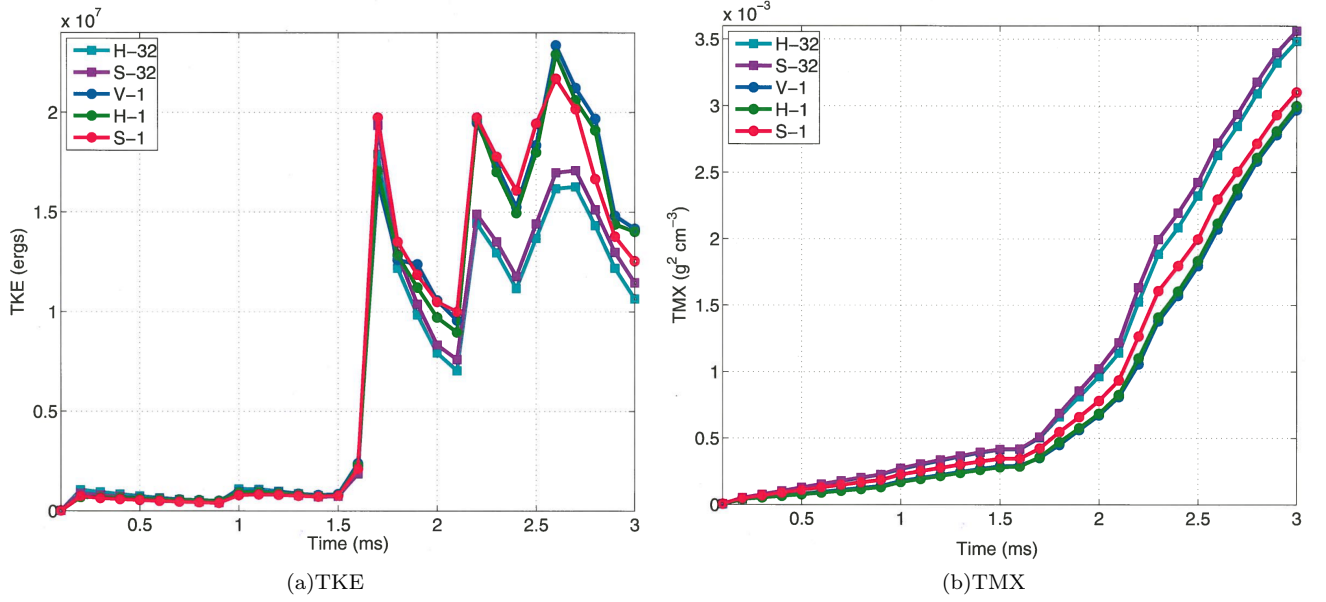 x 10⁷
H−32
S−32
V−1
H−1
S−1
2
1.5
1
0.5
0
TKE (ergs)
0.5
1
1.5
2
2.5
3
Time (ms)
(a)TKE
x 10⁻³
H−32
S−32
V−1
H−1
S−1
3.5
3
2.5
2
1.5
1
0.5
0
TMX (g² cm⁻³)
0.5
1
1.5
2
2.5
3
Time (ms)
(b)TMX